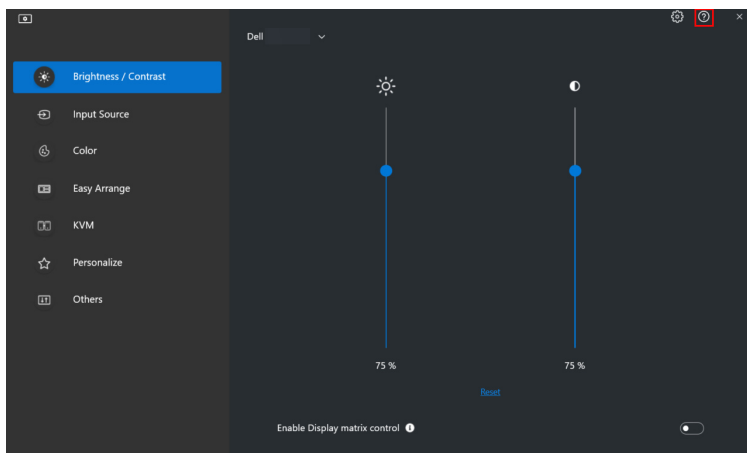 Dell
Brightness / Contrast
Input Source
Color
Easy Arrange
KVM
Personalize
Others
75 %
75 %
Reset
Enable Display matrix control